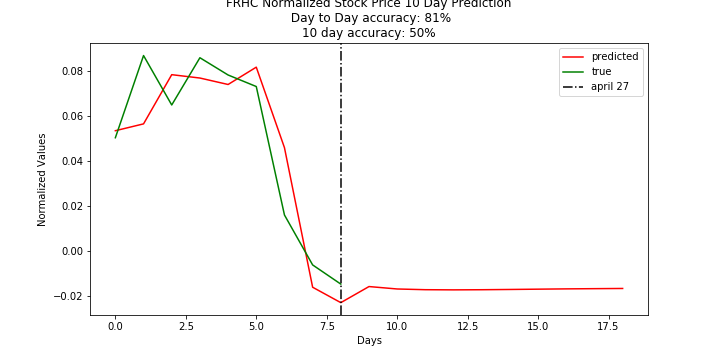 FRHC Normalized Stock Price 10 Day Prediction
Day to Day accuracy: 81%
10 day accuracy: 50%
predicted
true
april 27
0.08
0.06
0.04
0.02
0.00
−0.02
Normalized Values
0.0 2.5 5.0 7.5 10.0 12.5 15.0 17.5
Days